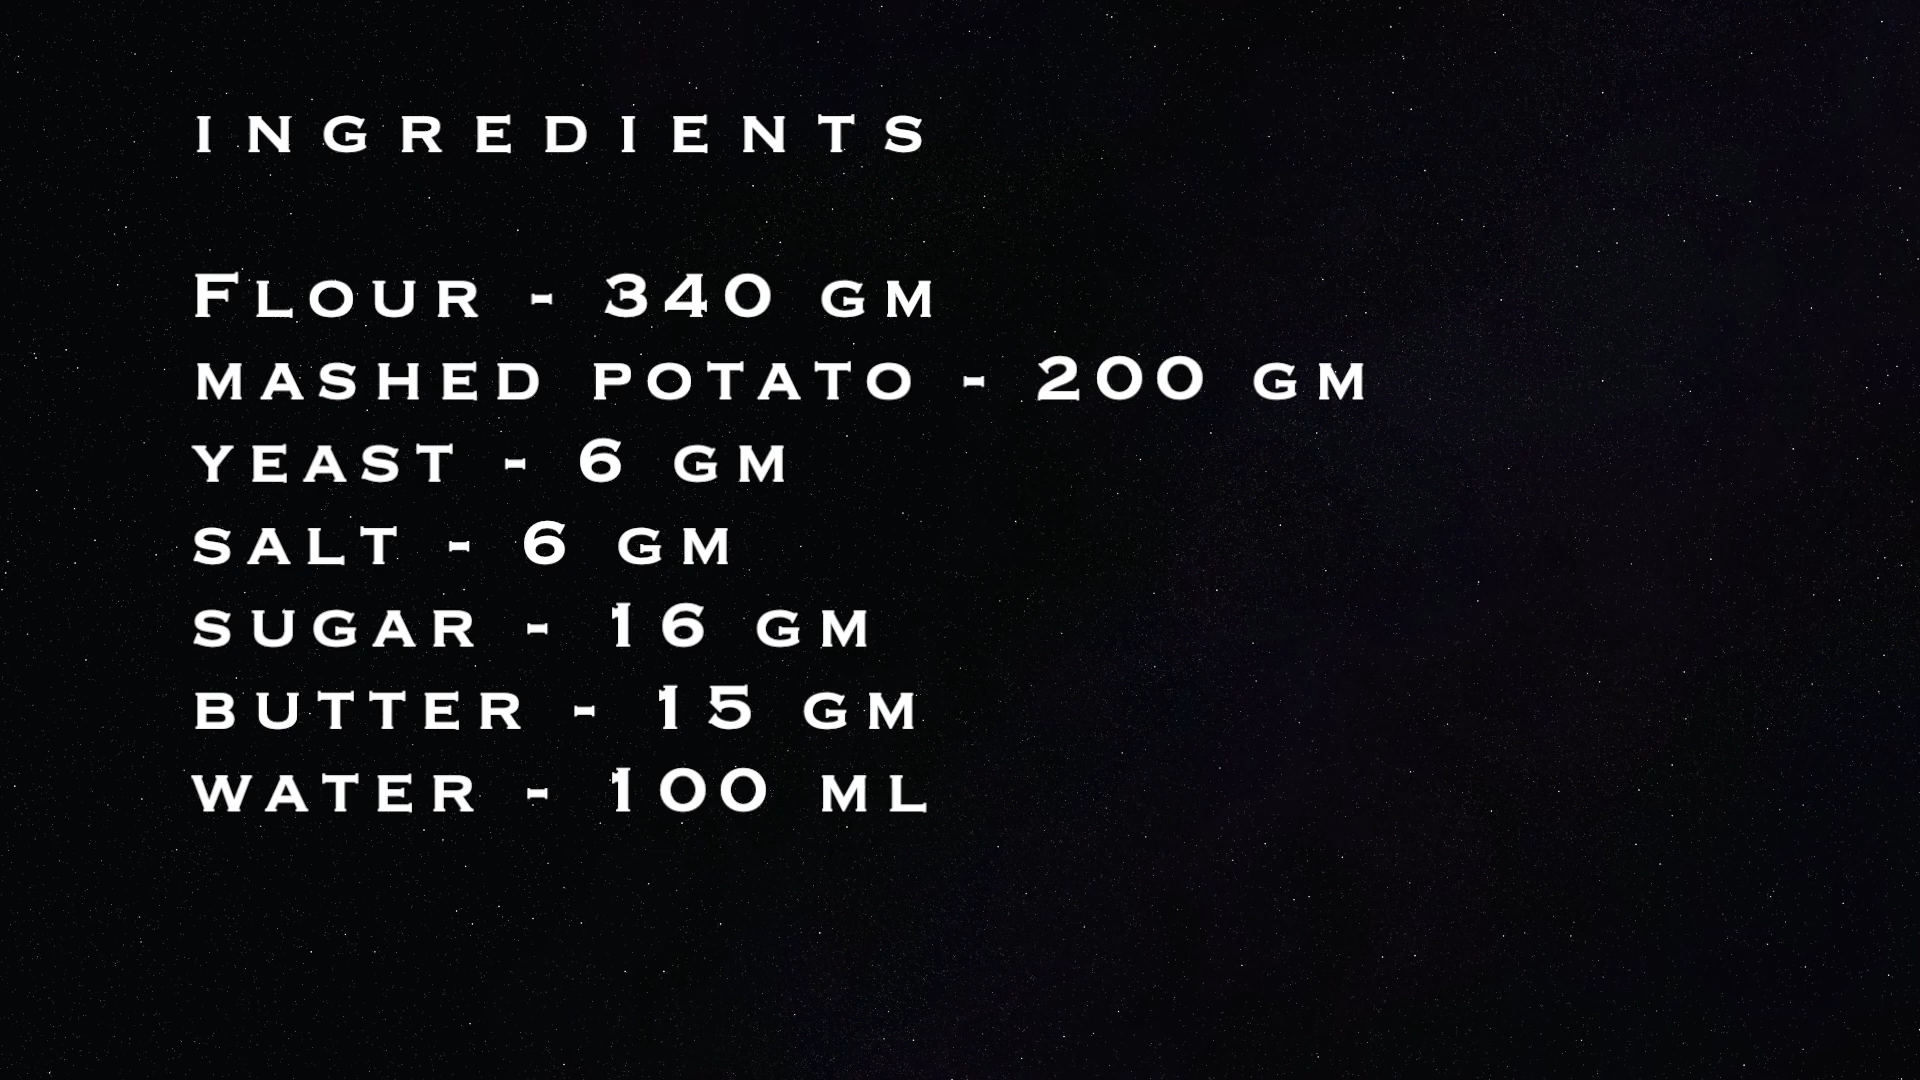 INGREDIENTS
FLOUR - 340 GM
MASHED POTATO - 200 GM
YEAST - 6 GM
SALT - 6 GM
SUGAR - 16 GM
BUTTER - 15 GM
WATER - 100 ML